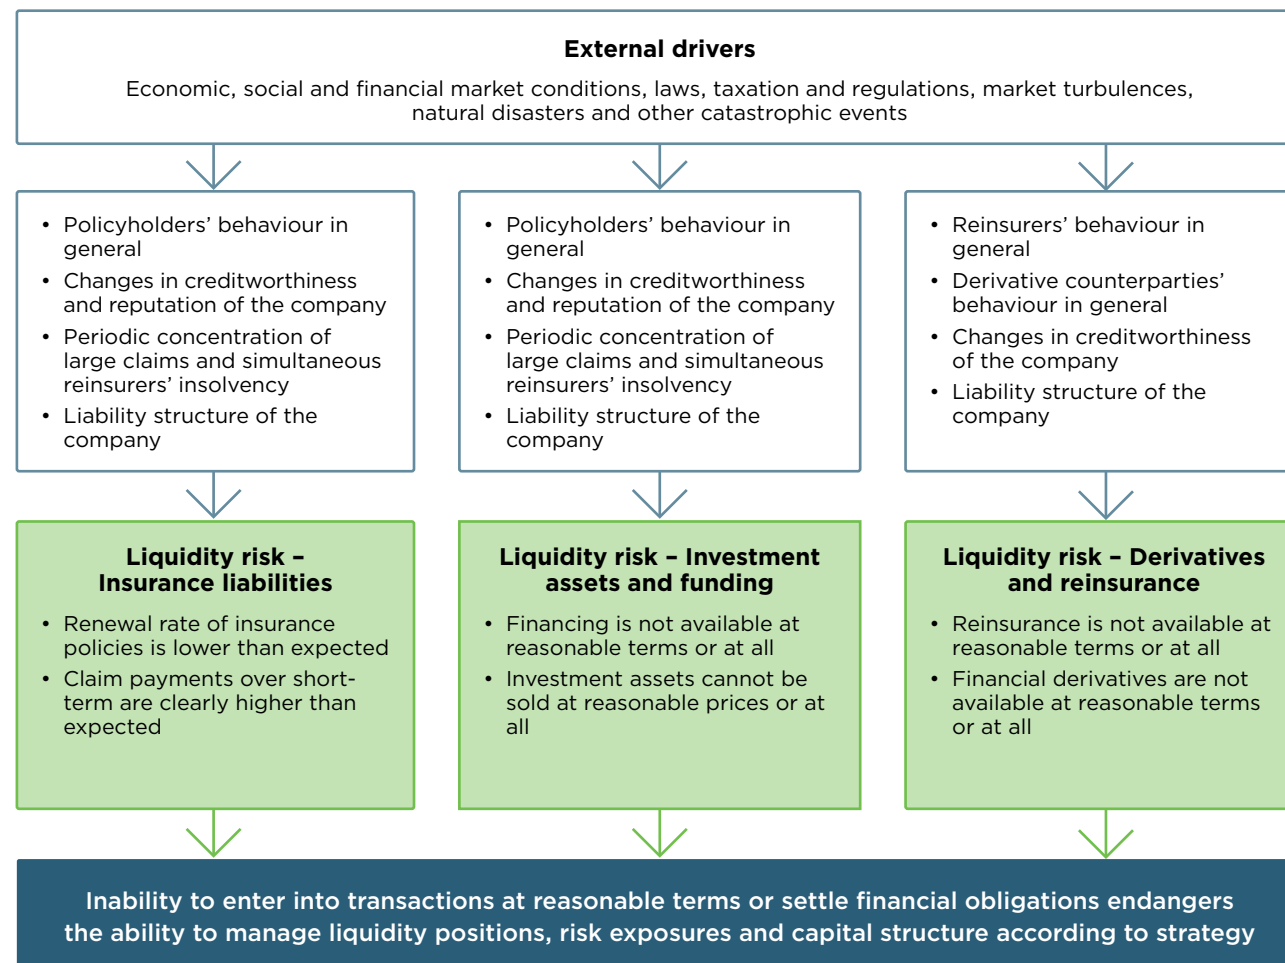 External drivers
Economic, social and financial market conditions, laws, taxation and regulations, market turbulences,
natural disasters and other catastrophic events
• Policyholders’ behaviour in
general
• Changes in creditworthiness
and reputation of the company
• Periodic concentration of
large claims and simultaneous
reinsurers’ insolvency
• Liability structure of the
company
• Policyholders’ behaviour in
general
• Changes in creditworthiness
and reputation of the company
• Periodic concentration of
large claims and simultaneous
reinsurers’ insolvency
• Liability structure of the
company
• Reinsurers’ behaviour in
general
• Derivative counterparties’
behaviour in general
• Changes in creditworthiness
of the company
• Liability structure of the
company
Liquidity risk –
Insurance liabilities
• Renewal rate of insurance
policies is lower than expected
• Claim payments over short-
term are clearly higher than
expected
Liquidity risk – Investment
assets and funding
• Financing is not available at
reasonable terms or at all
• Investment assets cannot be
sold at reasonable prices or at
all
Liquidity risk – Derivatives
and reinsurance
• Reinsurance is not available at
reasonable terms or at all
• Financial derivatives are not
available at reasonable terms
or at all
Inability to enter into transactions at reasonable terms or settle financial obligations endangers
the ability to manage liquidity positions, risk exposures and capital structure according to strategy